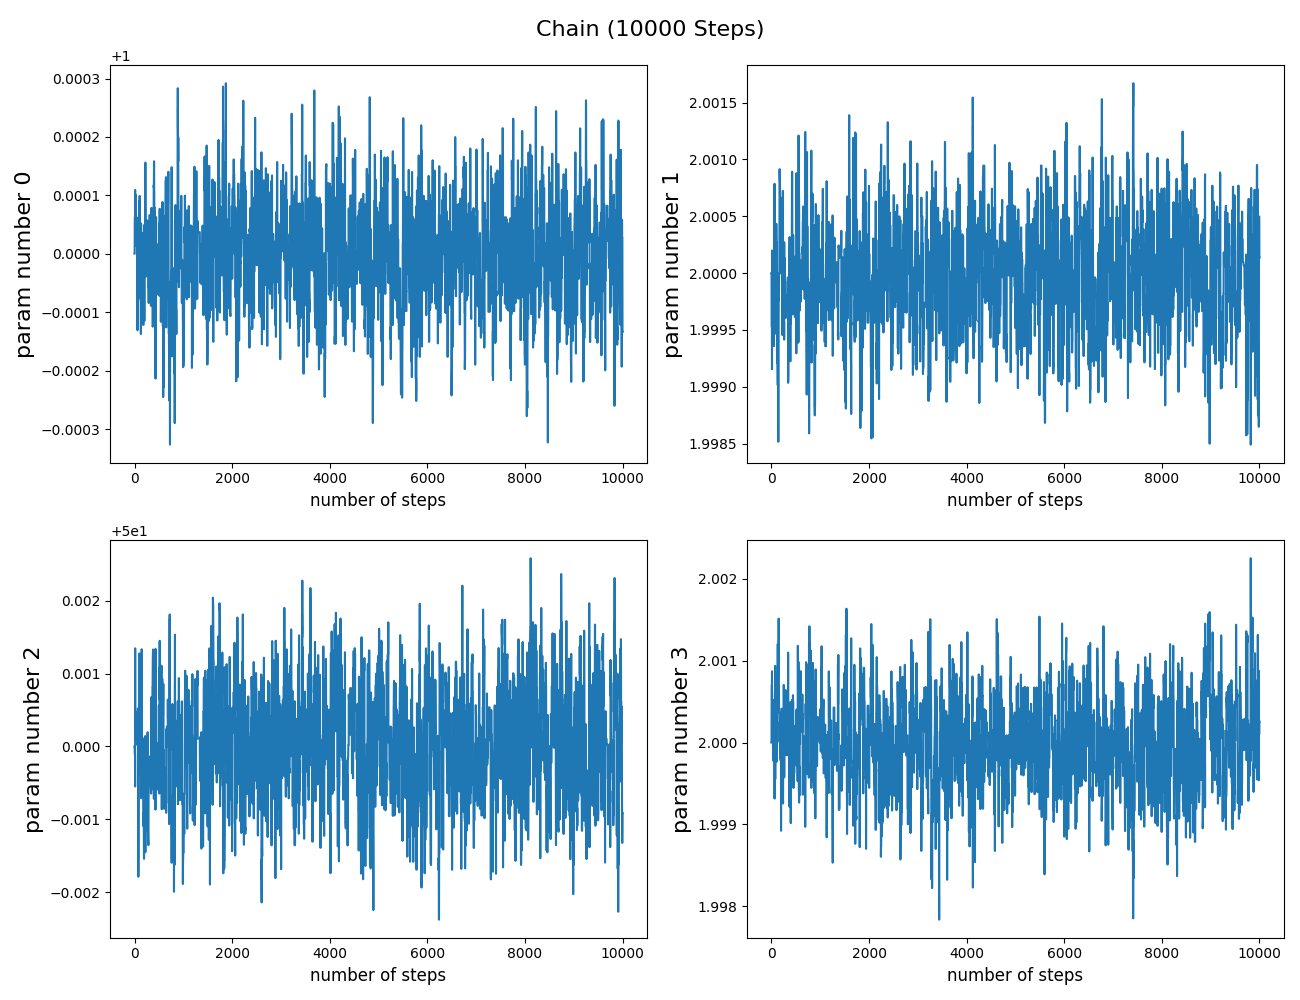 Chain (10000 Steps)
+1
0.0003
0.0002
0.0001
0.0000
−0.0001
−0.0002
−0.0003
param number 0
0 2000 4000 6000 8000 10000
number of steps
2.0015
2.0010
2.0005
2.0000
1.9995
1.9990
1.9985
param number 1
0 2000 4000 6000 8000 10000
number of steps
+5e1
0.002
0.001
0.000
−0.001
−0.002
param number 2
0 2000 4000 6000 8000 10000
number of steps
2.002
2.001
2.000
1.999
1.998
param number 3
0 2000 4000 6000 8000 10000
number of steps